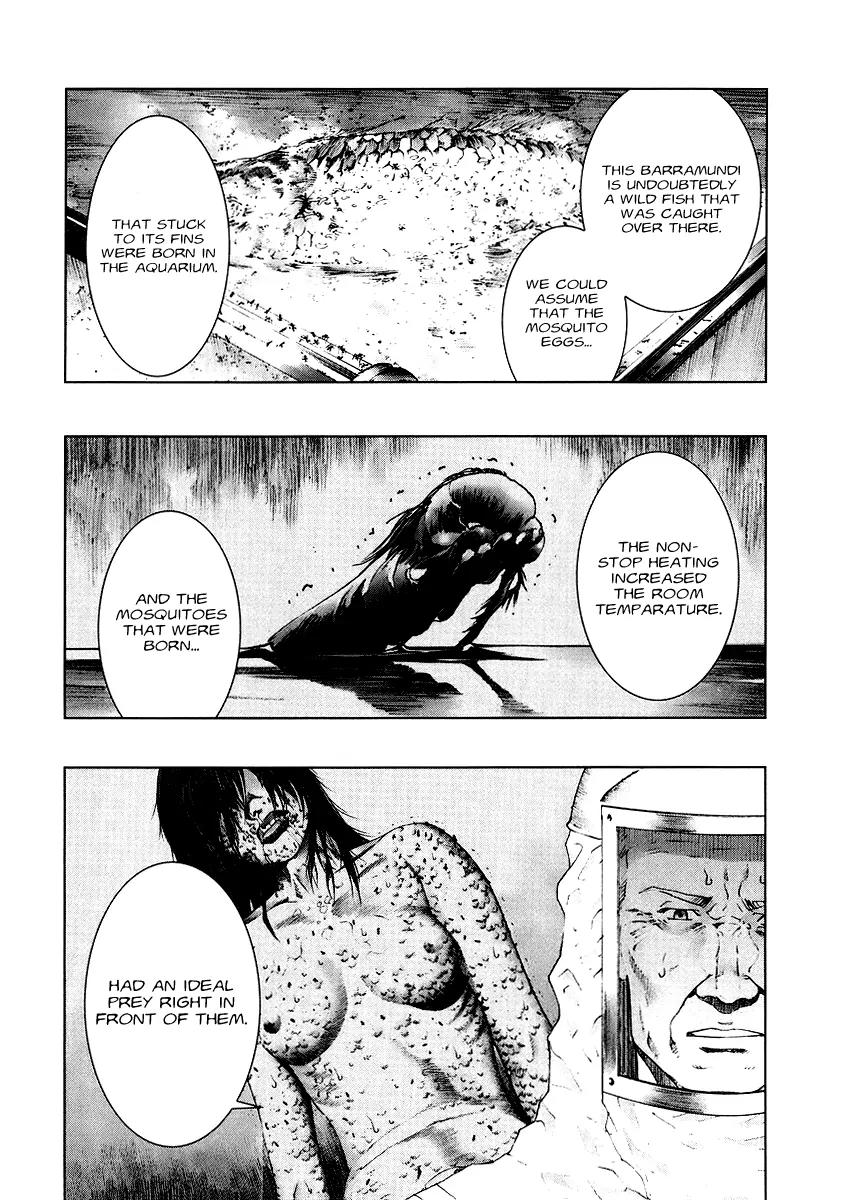 THIS BARRAMUNDI
IS UNDOUBTEDLY
A WILD FISH THAT
WAS CAUGHT
OVER THERE.
WE COULD
ASSUME
THAT THE
MOSQUITO
EGGS...
THAT STUCK
TO ITS FINS
WERE BORN IN
THE AQUARIUM.
THE NON-
STOP HEATING
INCREASED
THE ROOM
TEMPARATURE.
AND THE
MOSQUITOES
THAT WERE
BORN...
HAD AN IDEAL
PREY RIGHT IN
FRONT OF THEM.